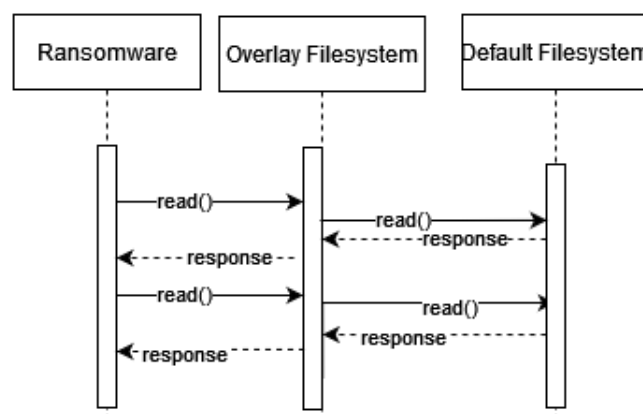 Ransomware
Overlay Filesystem
Default Filesystem
read()
read()
response
response
read()
read()
response
response